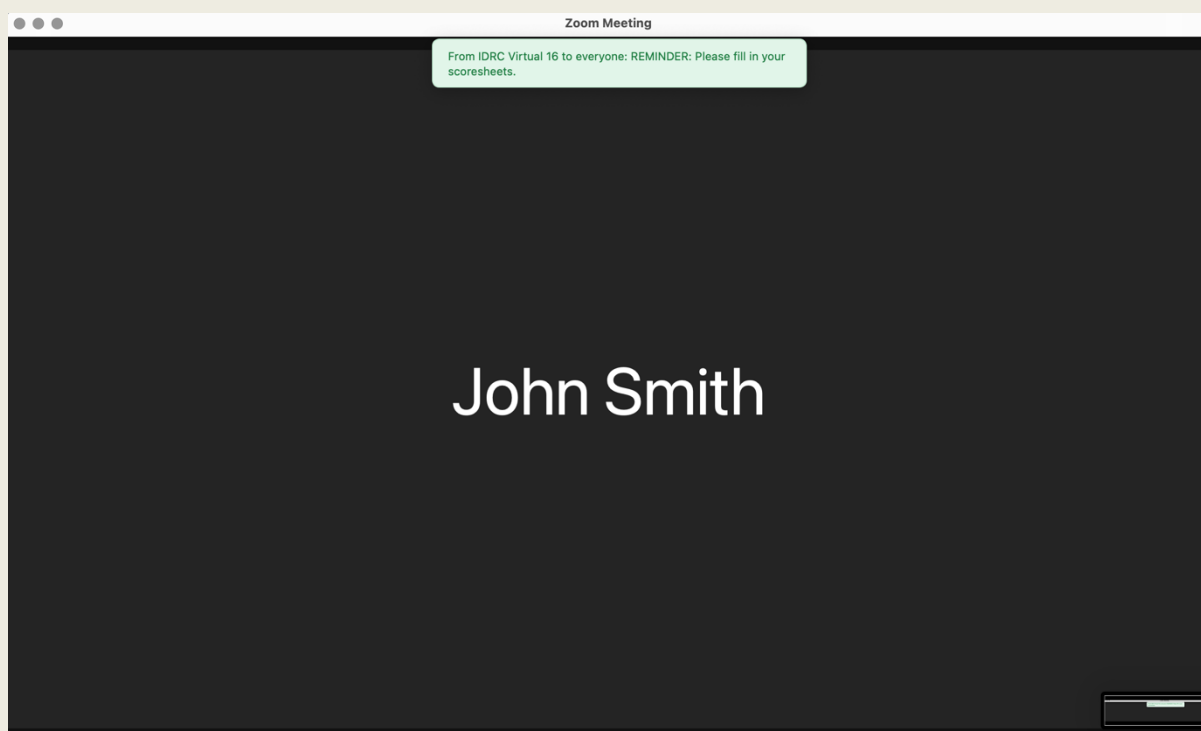 Zoom Meeting
From IDRC Virtual 16 to everyone: REMINDER: Please fill in your
scoresheets.
John Smith